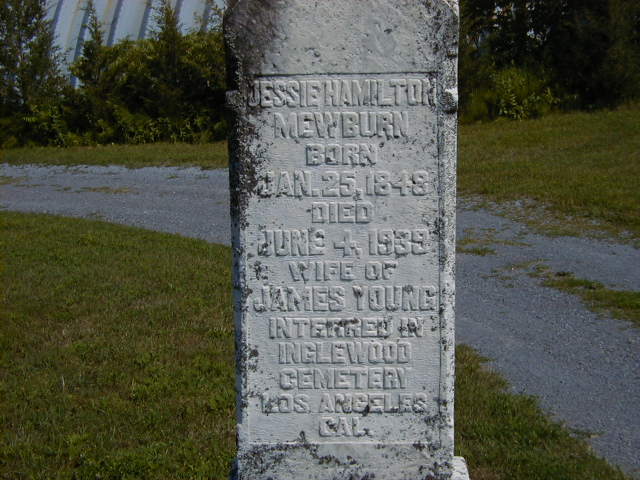 JESSIE HAMILTON
MEWBURN
BORN
JAN. 25, 1848
DIED
JUNE 4, 1939
WIFE OF
JAMES YOUNG
INTERRED IN
INGLEWOOD
CEMETERY
LOS. ANGELES
CAL.